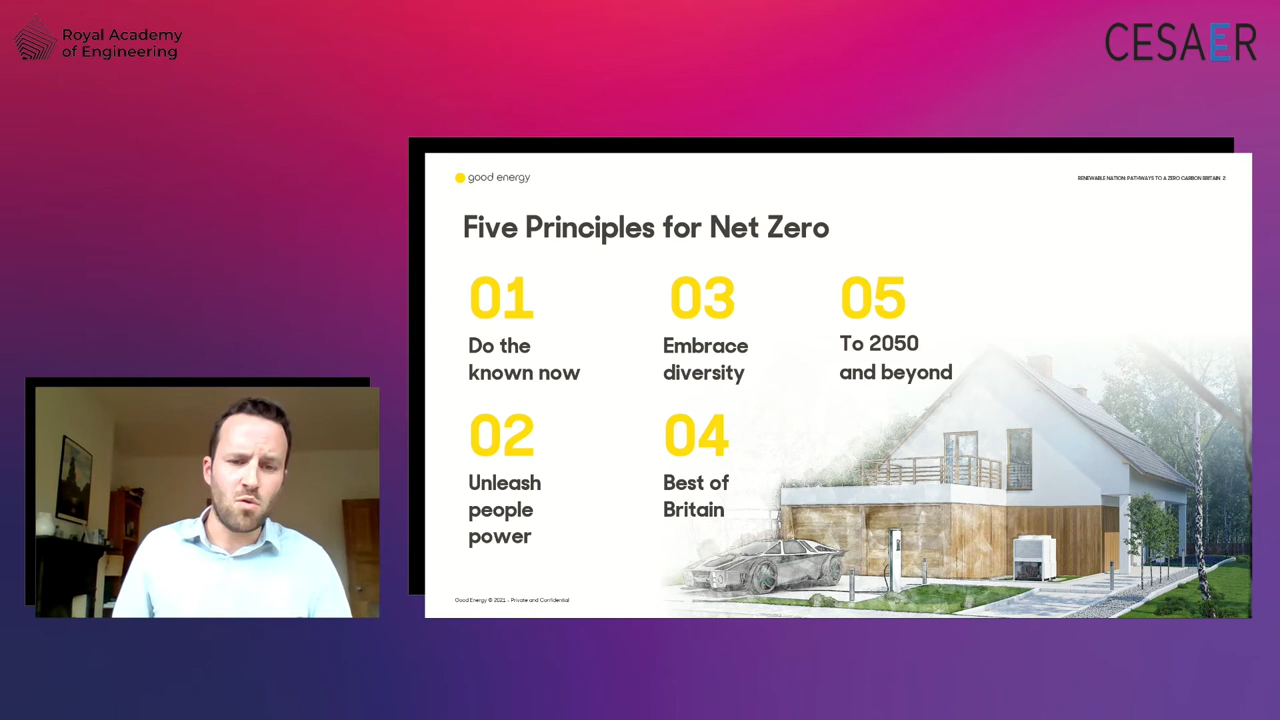 Royal Academy
of Engineering
CESAER
good energy
RENEWABLE NATION: PATHWAYS TO A ZERO CARBON BRITAIN 2
Five Principles for Net Zero
01
Do the
known now
02
Unleash
people
power
03
Embrace
diversity
04
Best of
Britain
05
To 2050
and beyond
Good Energy © 2021 - Private and Confidential